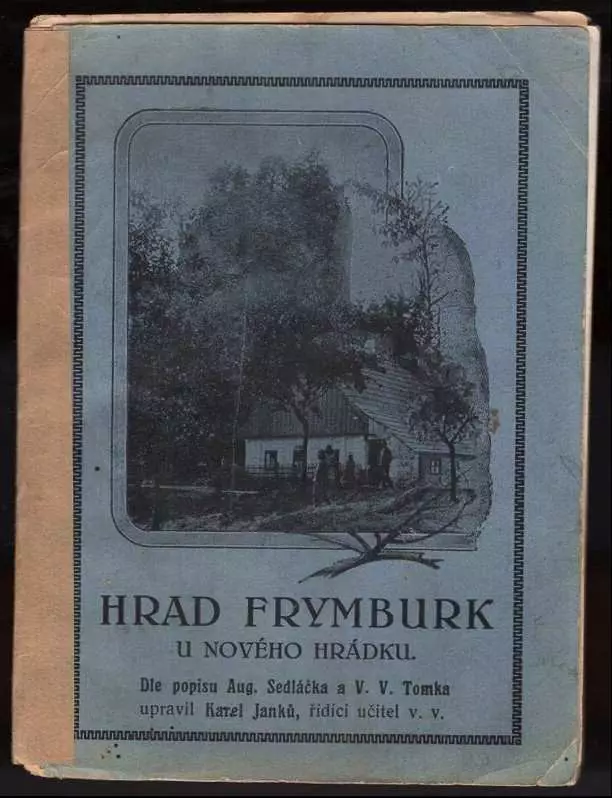 HRAD FRYMBURK
U NOVÉHO HRÁDKU.
Dle popisu Aug. Sedláčka a V. V. Tomka
upravil Karel Janků, řídící učitel v. v.